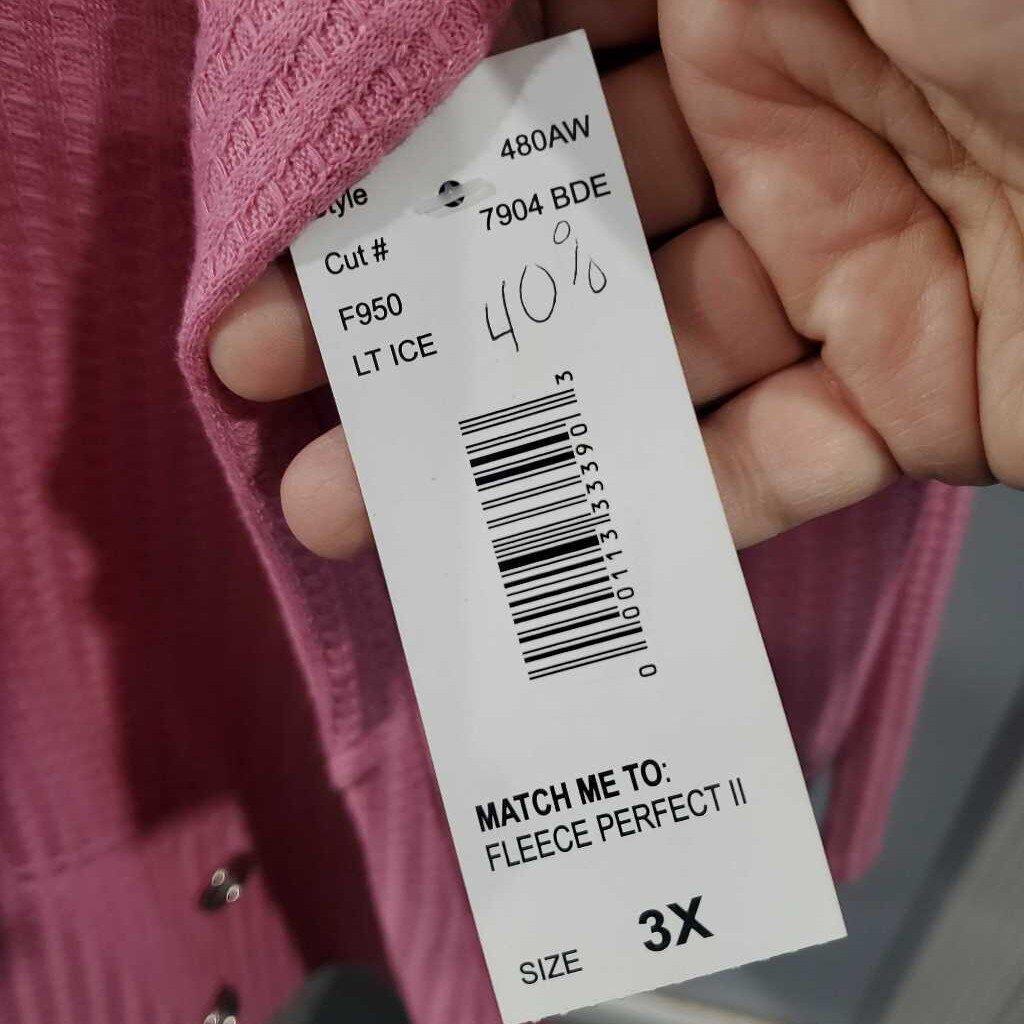 480AW
tyle
7904 BDE
Cut #
F950
40%
LT ICE
0 00113 33390 3
MATCH ME TO:
FLEECE PERFECT II
SIZE 3X